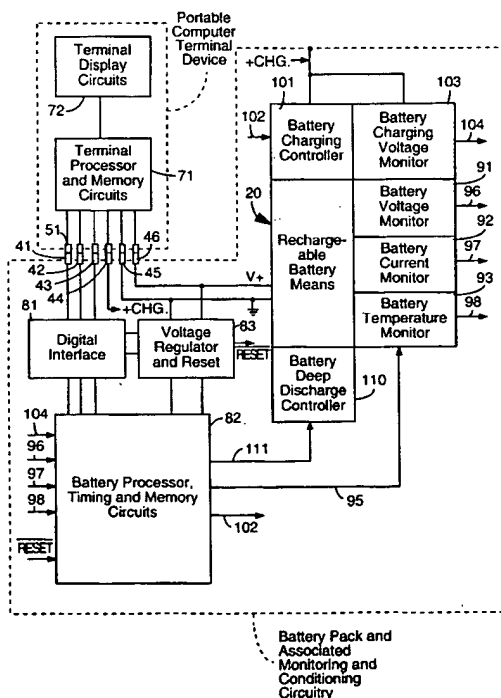 Portable
Computer
Terminal
Device
Terminal
Display
Circuits
72
Terminal
Processor
and Memory
Circuits
71
51
41
42
43
44
46
45
81
+CHG.
Digital
Interface
Voltage
Regulator
and Reset
83
RESET
V+
+CHG.
101
103
102
Battery
Charging
Controller
Battery
Charging
Voltage
Monitor
104
91
20
Recharge-
able
Battery
Means
Battery
Voltage
Monitor
96
92
Battery
Current
Monitor
97
93
Battery
Temperature
Monitor
98
Battery
Deep
Discharge
Controller
110
82
104
96
97
98
RESET
Battery Processor,
Timing and Memory
Circuits
111
95
102
Battery Pack and
Associated
Monitoring and
Conditioning
Circuitry